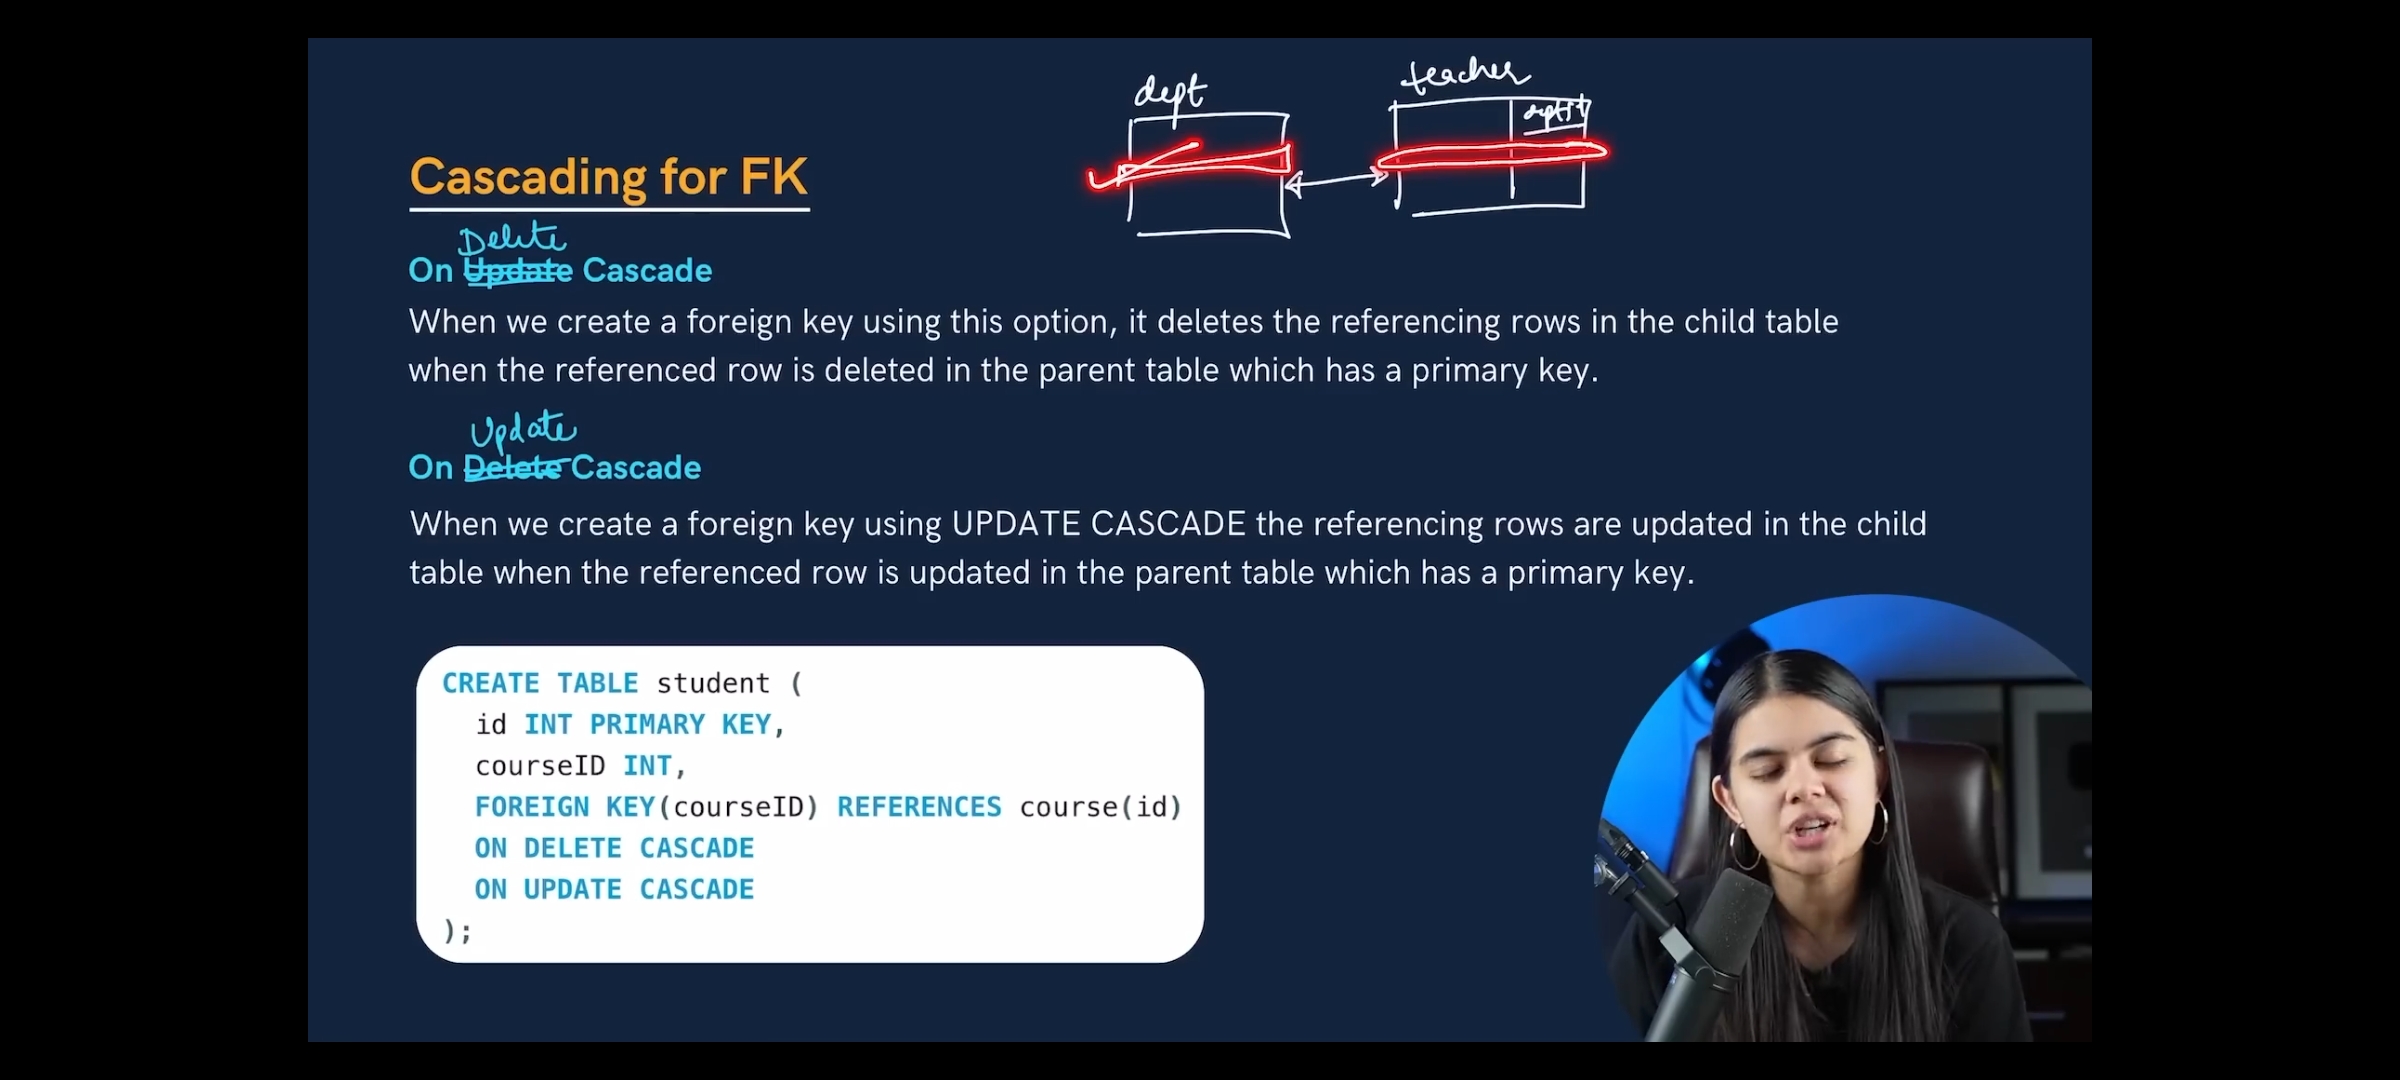 dept
teacher
deptId
Cascading for FK
Delete
On Update Cascade
When we create a foreign key using this option, it deletes the referencing rows in the child table
when the referenced row is deleted in the parent table which has a primary key.
Update
On Delete Cascade
When we create a foreign key using UPDATE CASCADE the referencing rows are updated in the child
table when the referenced row is updated in the parent table which has a primary key.
CREATE TABLE student (
id INT PRIMARY KEY,
courseID INT,
FOREIGN KEY(courseID) REFERENCES course(id)
ON DELETE CASCADE
ON UPDATE CASCADE
);